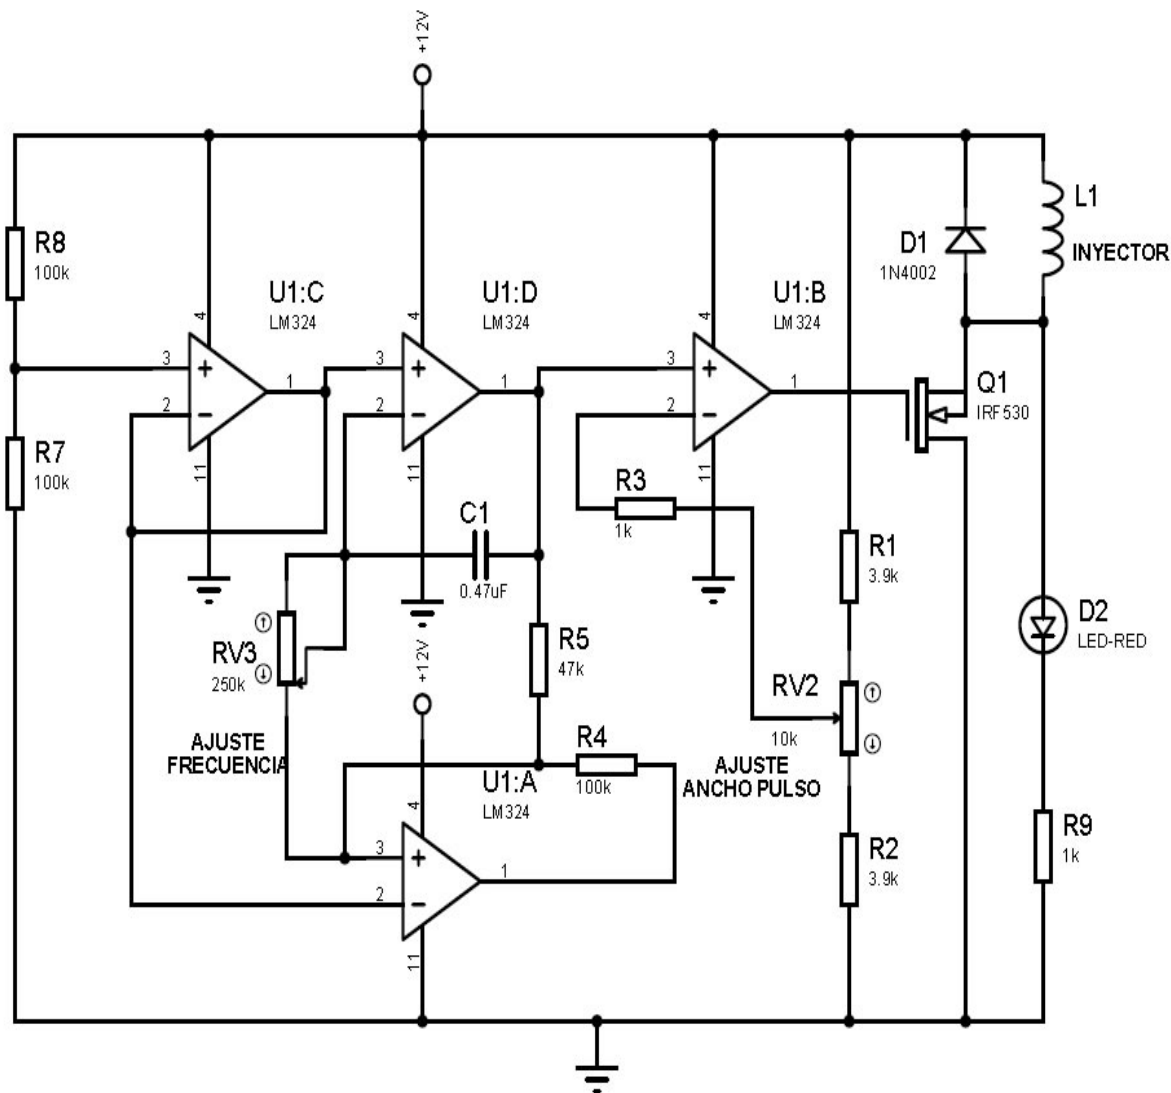 +12V
R8
100k
R7
100k
U1:C
LM324
3
2
1
4
11
U1:D
LM324
3
2
1
4
11
U1:B
LM324
3
2
1
4
11
D1
1N4002
L1
INYECTOR
Q1
IRF530
R3
1k
C1
0.47uF
R1
3.9k
RV3
250k
AJUSTE
FRECUENCIA
R5
47k
+12V
RV2
10k
AJUSTE
ANCHO PULSO
D2
LED-RED
R4
100k
U1:A
LM324
3
2
1
4
11
R2
3.9k
R9
1k